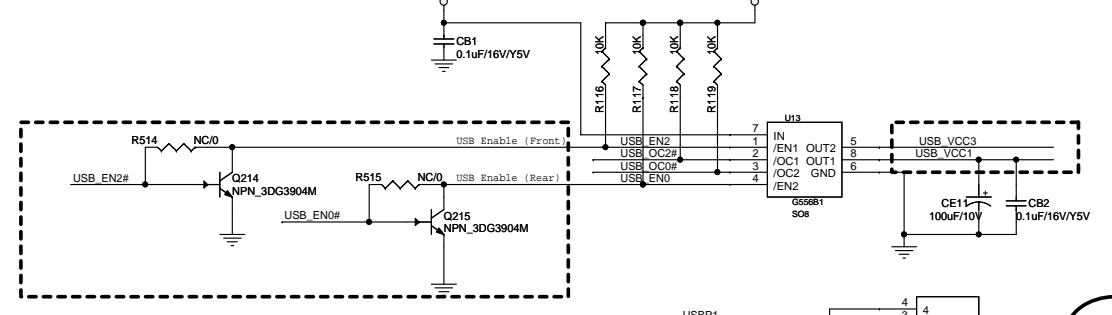 CB1
0.1uF/16V/Y5V
10K
10K
10K
10K
R116
R117
R118
R119
U13
7 IN
1 /EN1 OUT2 5
2 /OC1 OUT1 8
3 /OC2 GND 6
4 /EN2
G556B1
SO8
USB_EN2
USB_OC2#
USB_OC0#
USB_EN0
USB_VCC3
USB_VCC1
R514 NC/0
USB Enable (Front)
USB_EN2#
Q214
NPN_3DG3904M
R515 NC/0
USB Enable (Rear)
USB_EN0#
Q215
NPN_3DG3904M
CE11
+
100uF/10V
CB2
0.1uF/16V/Y5V
4
4